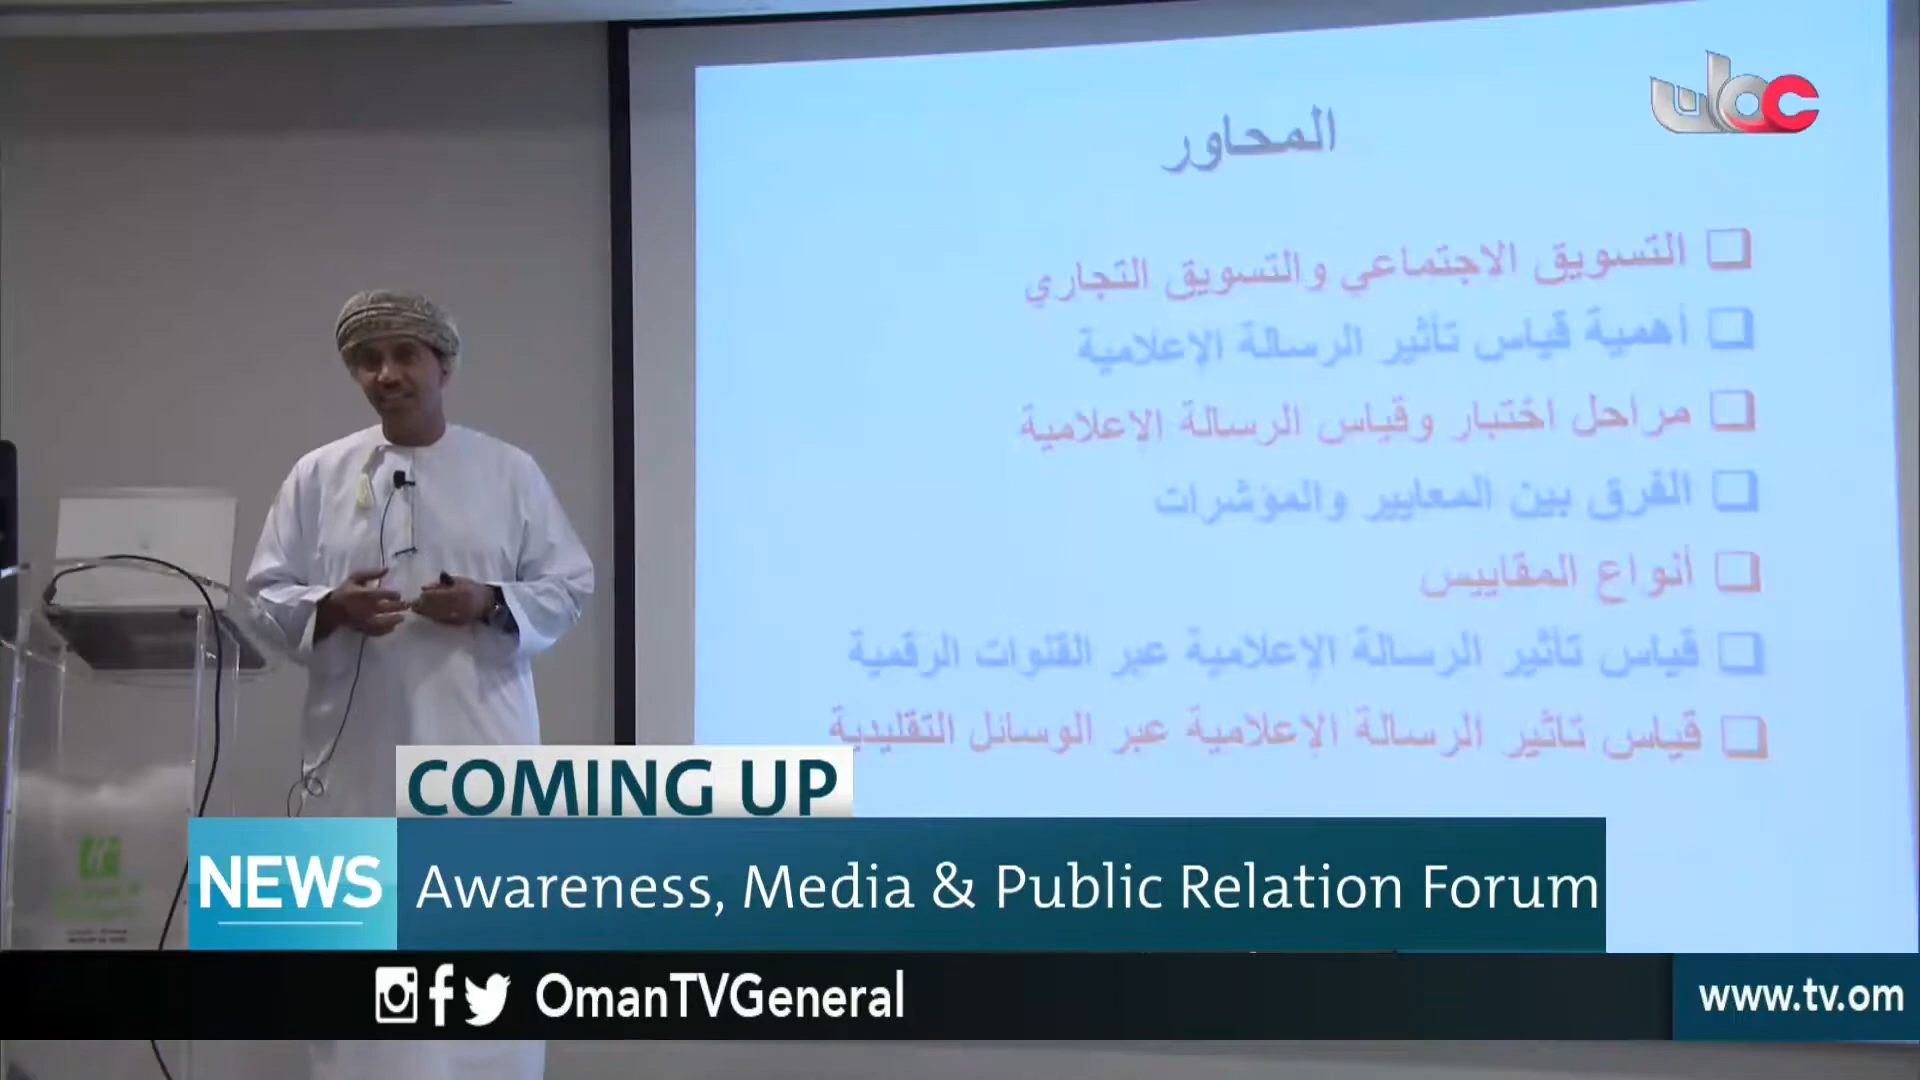 عمان
المحاور
التسويق الاجتماعي والتسويق التجاري
أهمية قياس تأثير الرسالة الإعلامية
مراحل اختبار وقياس الرسالة الاعلامية
الفرق بين المعايير والمؤشرات
أنواع المقاييس
قياس تأثير الرسالة الإعلامية عبر القنوات الرقمية
قياس تاثير الرسالة الإعلامية عبر الوسائل التقليدية
COMING UP
NEWS
Awareness, Media & Public Relation Forum
OmanTVGeneral
www.tv.om